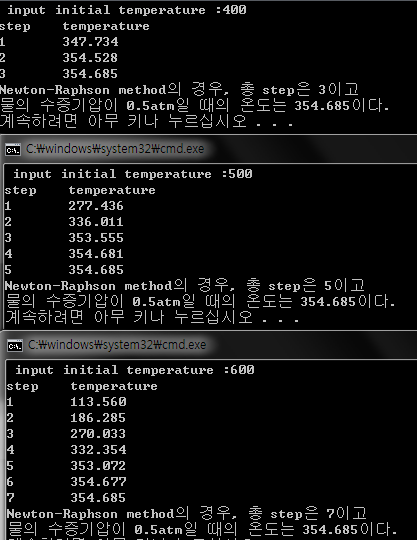 input initial temperature :400
step temperature
1 347.734
2 354.528
3 354.685
Newton-Raphson method의 경우, 총 step은 3이고
물의 수증기압이 0.5atm일 때의 온도는 354.685이다.
계속하려면 아무 키나 누르십시오 . . .
C:\windows\system32\cmd.exe
input initial temperature :500
step temperature
1 277.436
2 336.011
3 353.555
4 354.681
5 354.685
Newton-Raphson method의 경우, 총 step은 5이고
물의 수증기압이 0.5atm일 때의 온도는 354.685이다.
계속하려면 아무 키나 누르십시오 . . .
C:\windows\system32\cmd.exe
input initial temperature :600
step temperature
1 113.560
2 186.285
3 270.033
4 332.354
5 353.072
6 354.677
7 354.685
Newton-Raphson method의 경우, 총 step은 7이고
물의 수증기압이 0.5atm일 때의 온도는 354.685이다.